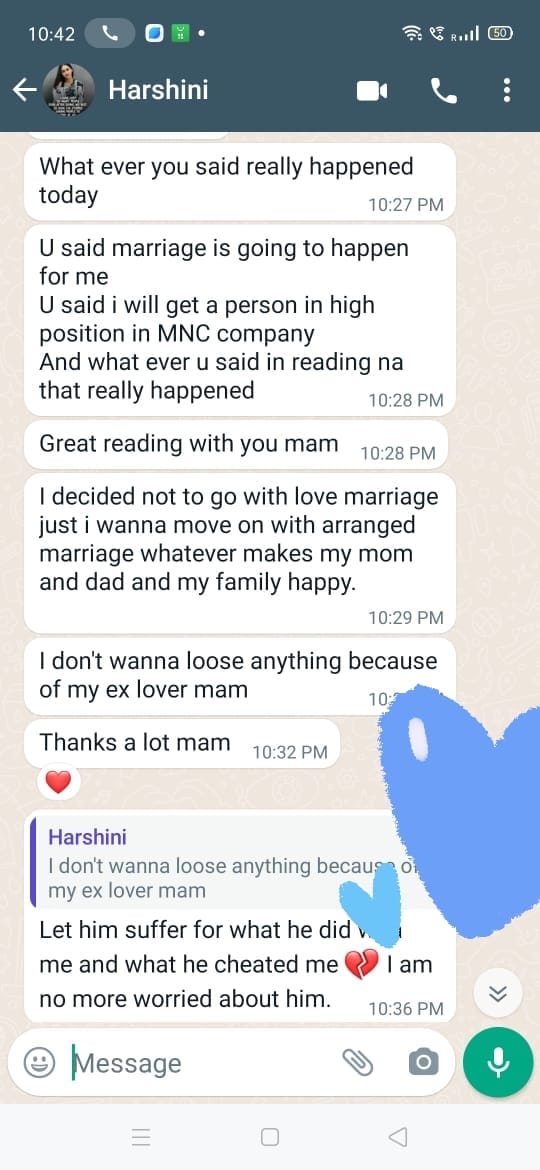 10:42
R
50
Harshini
What ever you said really happened
today
10:27 PM
U said marriage is going to happen
for me
U said i will get a person in high
position in MNC company
And what ever u said in reading na
that really happened
10:28 PM
Great reading with you mam 10:28 PM
I decided not to go with love marriage
just i wanna move on with arranged
marriage whatever makes my mom
and dad and my family happy.
10:29 PM
I don't wanna loose anything because
of my ex lover mam
10:
Thanks a lot mam 10:32 PM
Harshini
I don't wanna loose anything because
my ex lover mam
Let him suffer for what he did
me and what he cheated me 💔 I am
no more worried about him.
10:36 PM
Message